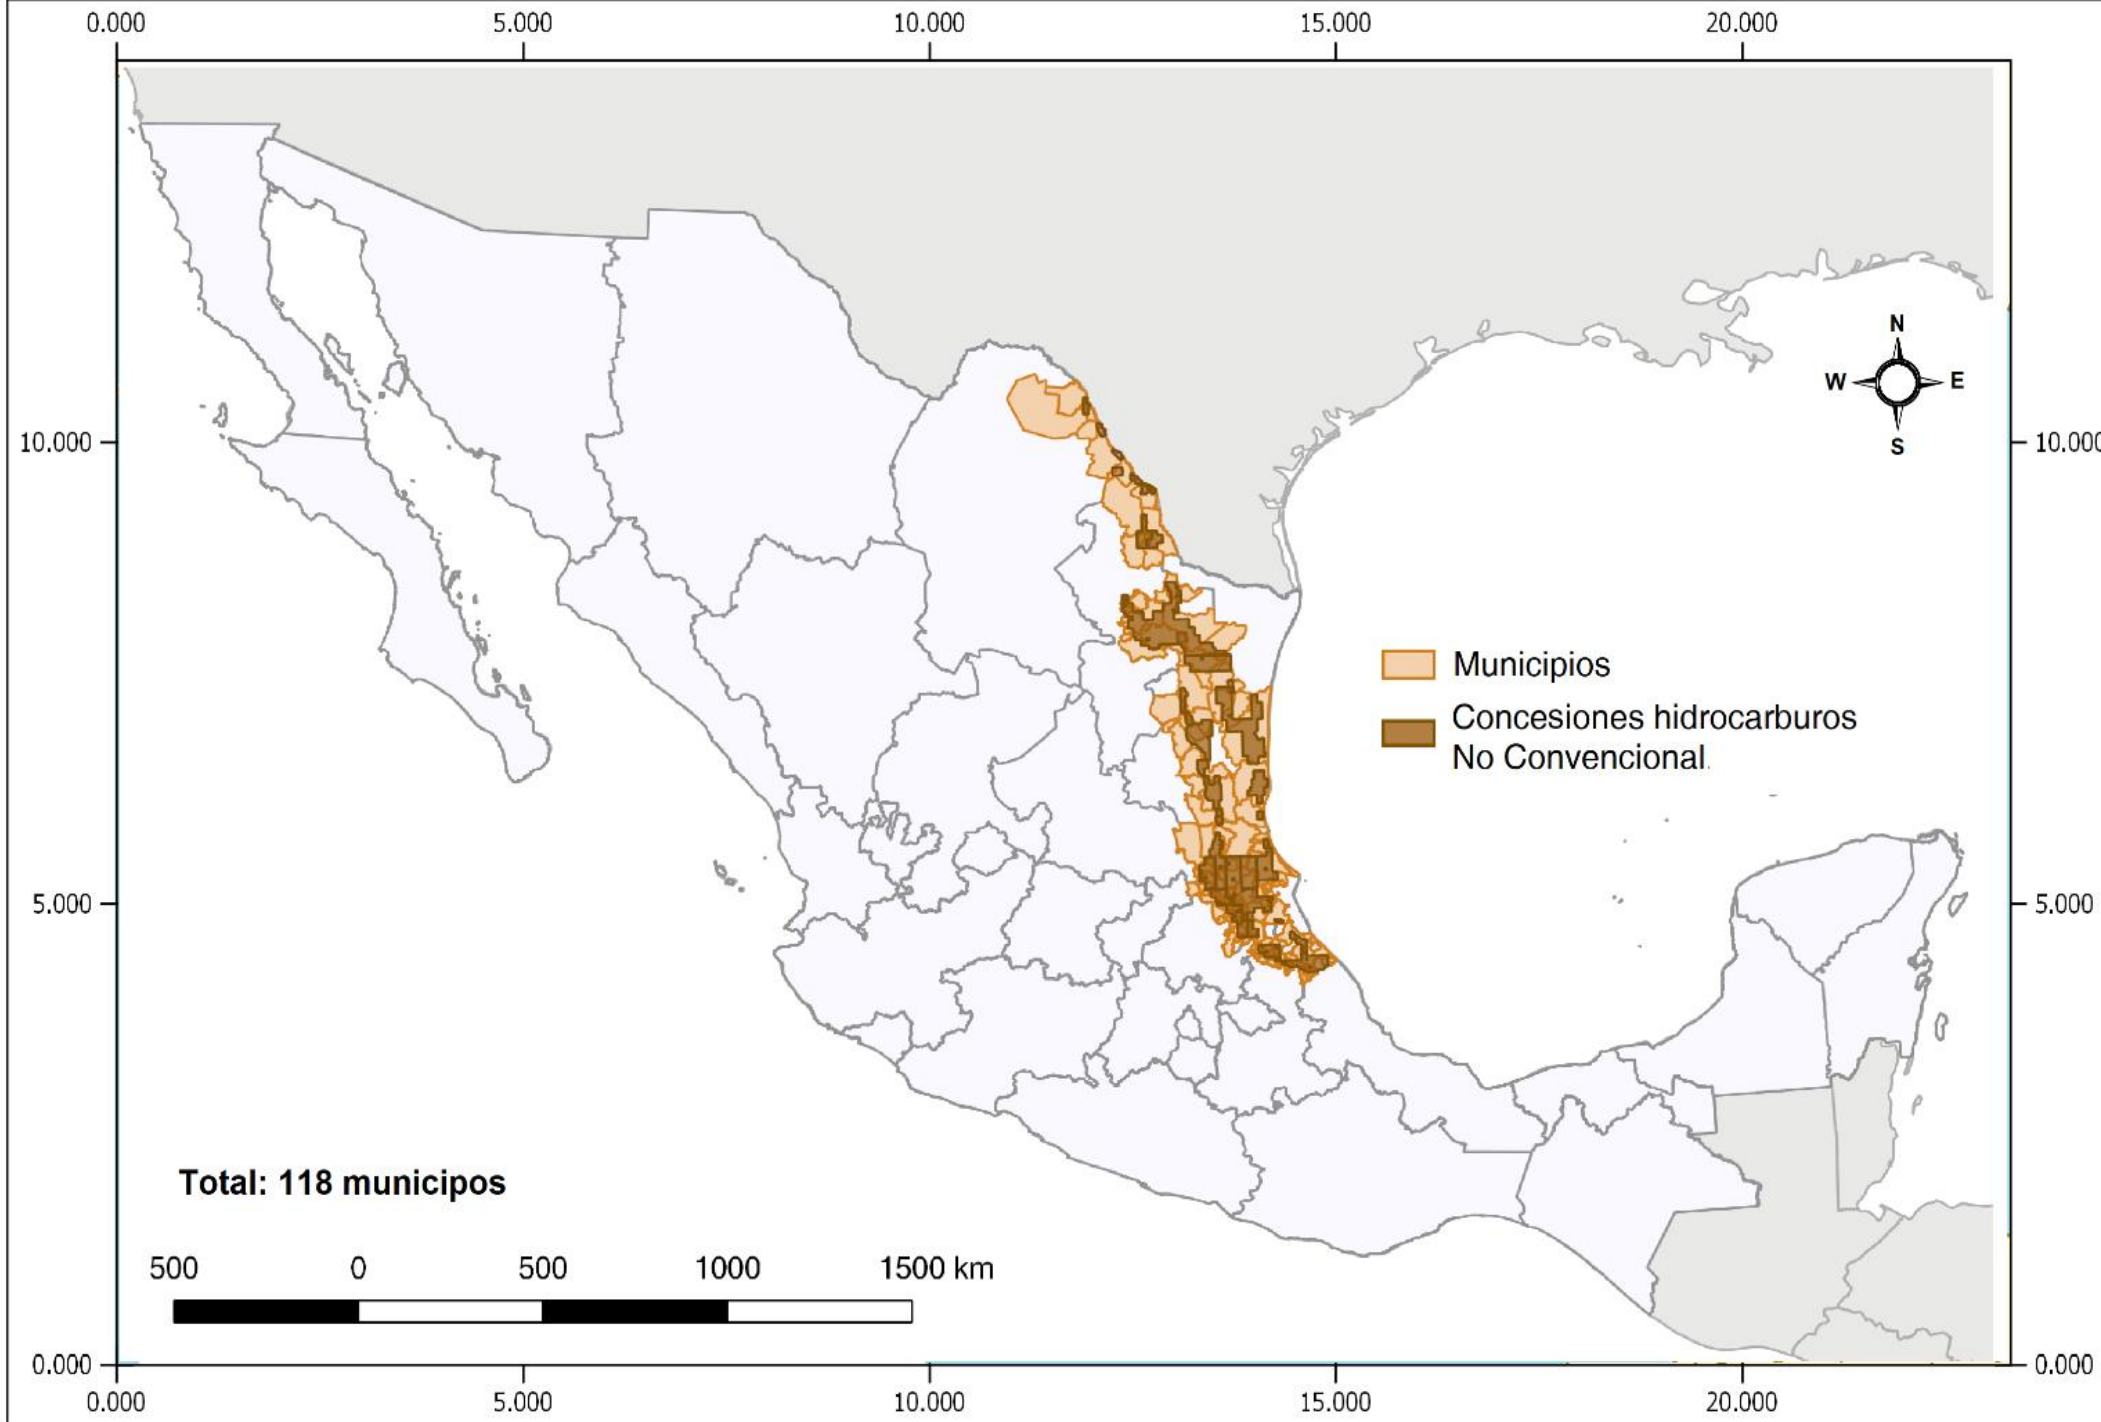 0.000 5.000 10.000 15.000 20.000
N
W E
S
10.000 10.000
Municipios
Concesiones hidrocarburos
No Convencional.
5.000 5.000
Total: 118 municipos
500 0 500 1000 1500 km
0.000 0.000
0.000 5.000 10.000 15.000 20.000